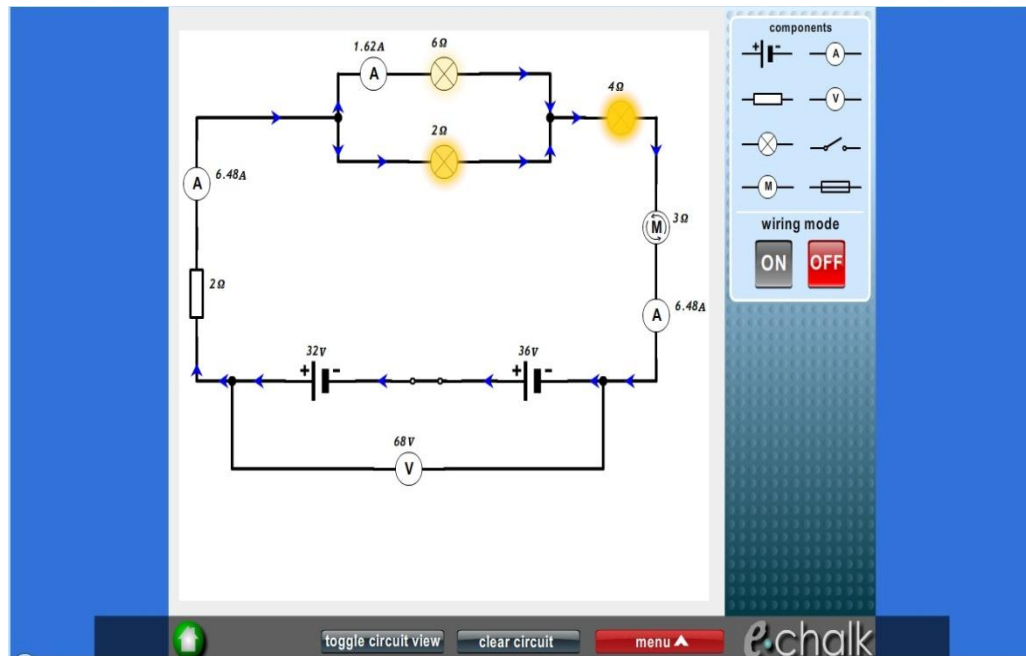 components
1.62A
6Ω
A
4Ω
+ -
A
2Ω
V
6.48A
A
M
M
3Ω
wiring mode
ON
OFF
2Ω
6.48A
A
32V
36V
+ -
+ -
68V
V
toggle circuit view
clear circuit
menu
e-chalk